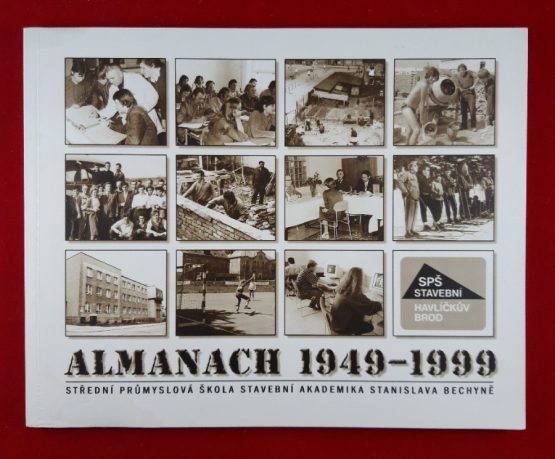 SPŠ
STAVEBNÍ
HAVLÍČKŮV
BROD
ALMANACH 1949-1999
STŘEDNÍ PRŮMYSLOVÁ ŠKOLA STAVEBNÍ AKADEMIKA STANISLAVA BECHYNĚ